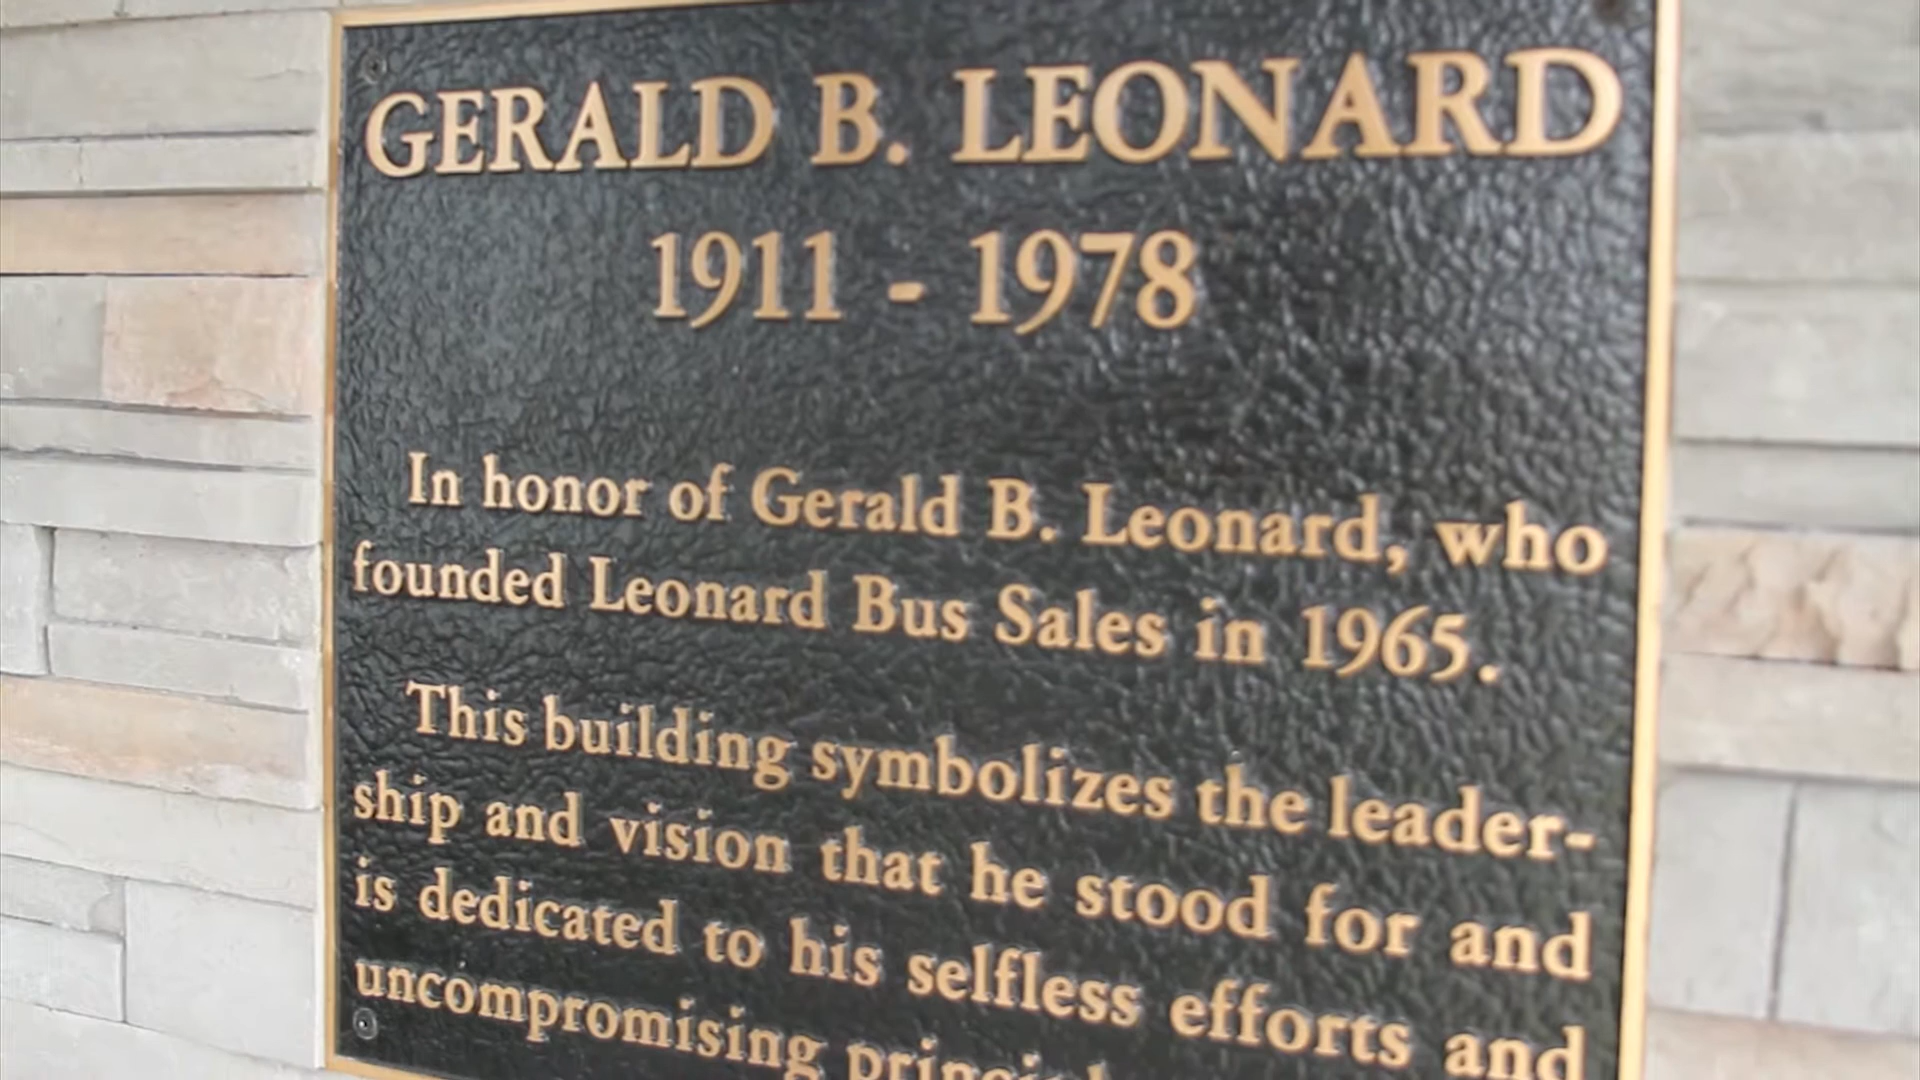 GERALD B. LEONARD
1911 - 1978
In honor of Gerald B. Leonard, who
founded Leonard Bus Sales in 1965.
This building symbolizes the leader-
ship and vision that he stood for and
is dedicated to his selfless efforts and
uncompromising